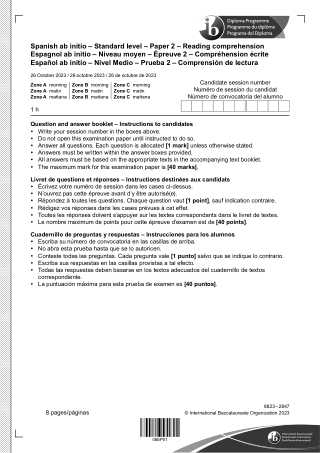 Diploma Programme
Programme du diplôme
Programa del Diploma
Spanish ab initio – Standard level – Paper 2 – Reading comprehension
Espagnol ab initio – Niveau moyen – Épreuve 2 – Compréhension écrite
Español ab initio – Nivel Medio – Prueba 2 – Comprensión de lectura
26 October 2023 / 26 octobre 2023 / 26 de octubre de 2023
Zone A morning Zone B morning Zone C morning
Zone A matin Zone B matin Zone C matin
Zona A mañana Zona B mañana Zona C mañana
Candidate session number
Numéro de session du candidat
Número de convocatoria del alumno
1 h
Question and answer booklet – Instructions to candidates
• Write your session number in the boxes above.
• Do not open this examination paper until instructed to do so.
• Answer all questions. Each question is allocated [1 mark] unless otherwise stated.
• Answers must be written within the answer boxes provided.
• All answers must be based on the appropriate texts in the accompanying text booklet.
• The maximum mark for this examination paper is [40 marks].
Livret de questions et réponses – Instructions destinées aux candidats
• Écrivez votre numéro de session dans les cases ci-dessus.
• N'ouvrez pas cette épreuve avant d'y être autorisé(e).
• Répondez à toutes les questions. Chaque question vaut [1 point], sauf indication contraire.
• Rédigez vos réponses dans les cases prévues à cet effet.
• Toutes les réponses doivent s'appuyer sur les textes correspondants dans le livret de textes.
• Le nombre maximum de points pour cette épreuve d'examen est de [40 points].
Cuadernillo de preguntas y respuestas – Instrucciones para los alumnos
• Escriba su número de convocatoria en las casillas de arriba.
• No abra esta prueba hasta que se lo autoricen.
• Conteste todas las preguntas. Cada pregunta vale [1 punto] salvo que se indique lo contrario.
• Escriba sus respuestas en las casillas provistas a tal efecto.
• Todas las respuestas deben basarse en los textos adecuados del cuadernillo de textos
correspondiente.
• La puntuación máxima para esta prueba de examen es [40 puntos].
8823–2947
8 pages/páginas
© International Baccalaureate Organization 2023
08EP01